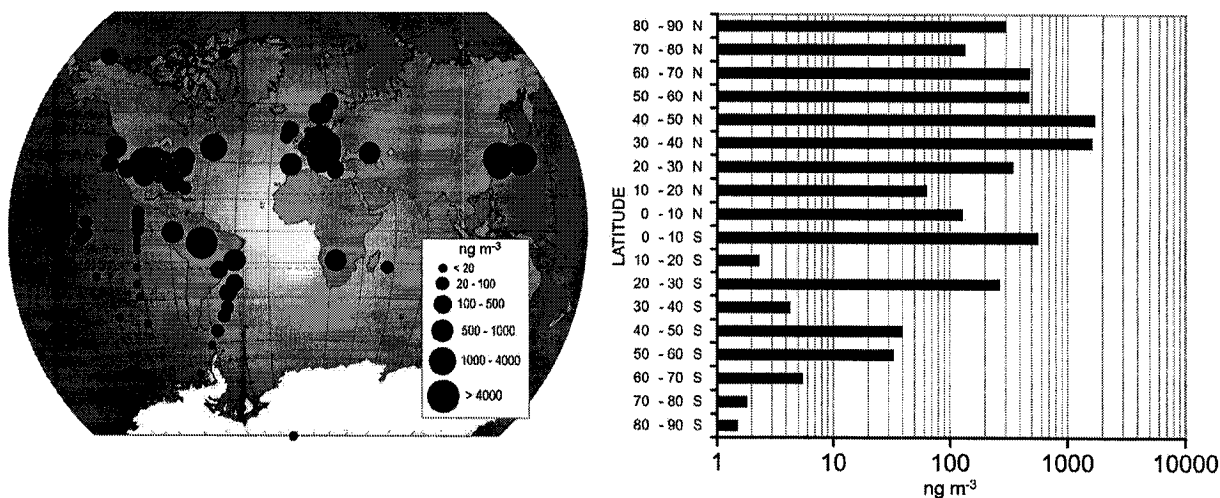 ng m-3
< 20
20 - 100
100 - 500
500 - 1000
1000 - 4000
> 4000
LATITUDE
80 - 90 N
70 - 80 N
60 - 70 N
50 - 60 N
40 - 50 N
30 - 40 N
20 - 30 N
10 - 20 N
0 - 10 N
0 - 10 S
10 - 20 S
20 - 30 S
30 - 40 S
40 - 50 S
50 - 60 S
60 - 70 S
70 - 80 S
80 - 90 S
1 10 100 1000 10000
ng m-3